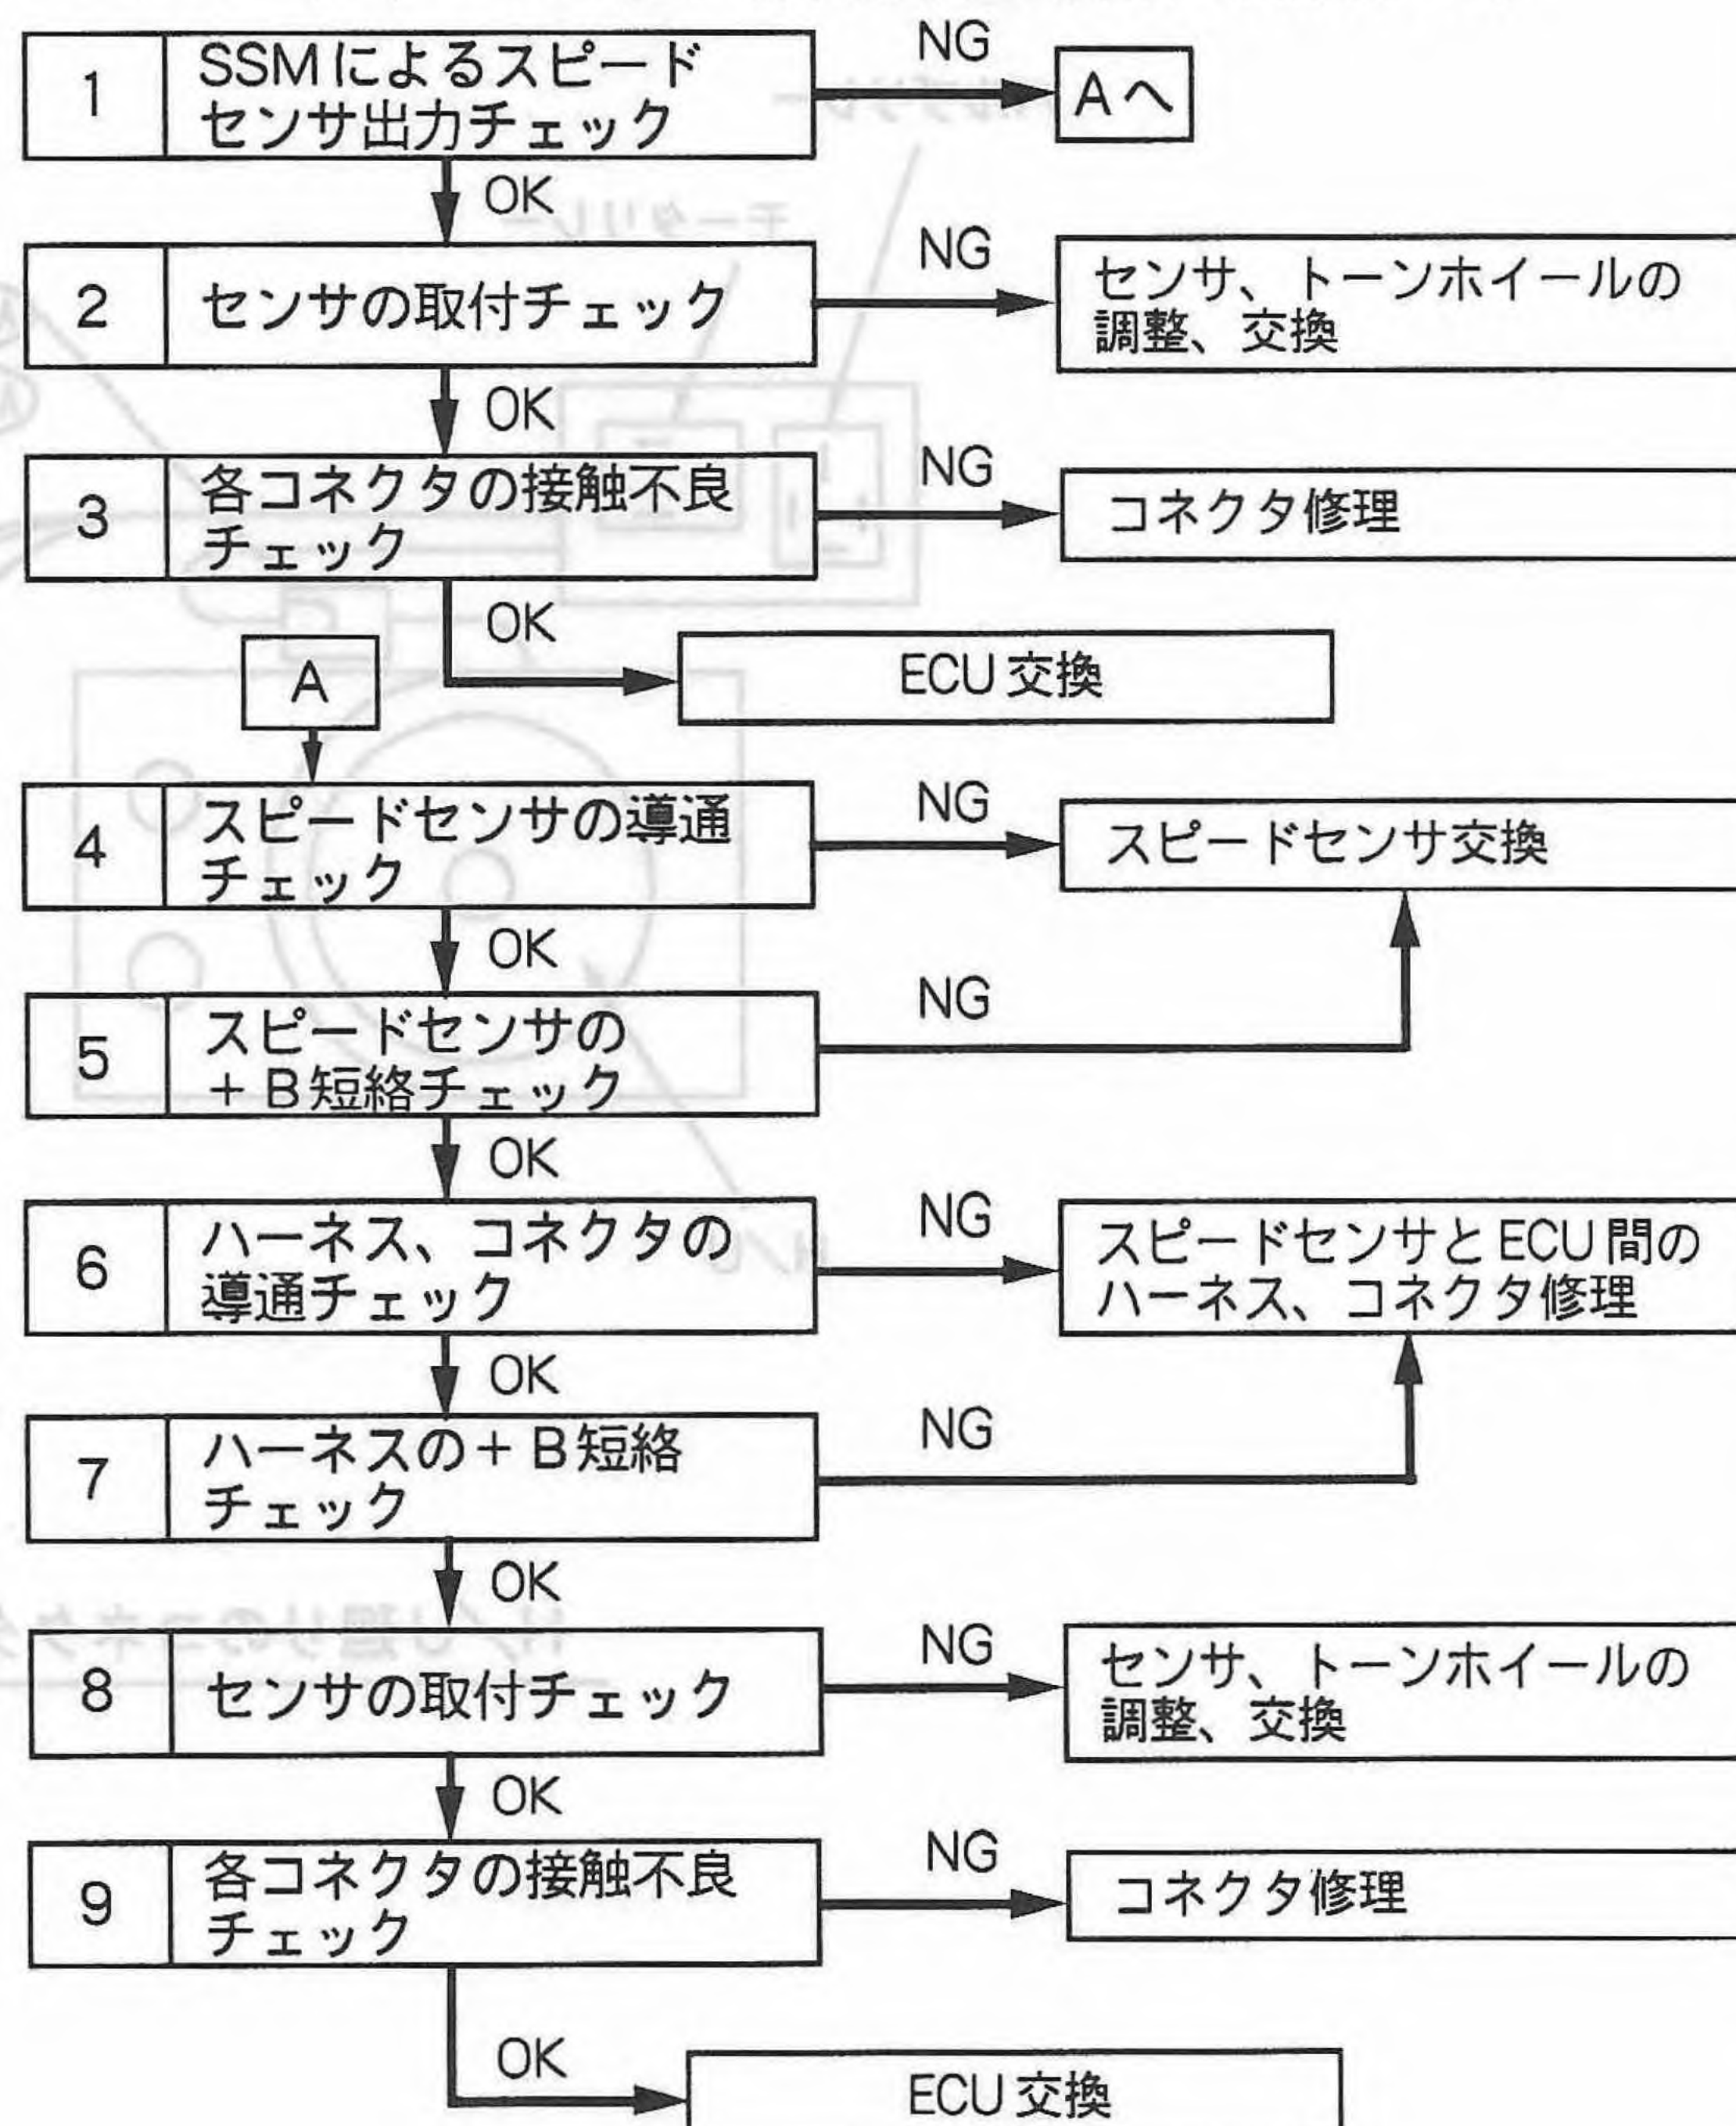 1
SSMによるスピード
センサ出力チェック
NG
Aへ
OK
2
センサの取付チェック
NG
センサ、トーンホイールの
調整、交換
OK
3
各コネクタの接触不良
チェック
NG
コネクタ修理
OK
ECU交換
A
4
スピードセンサの導通
チェック
NG
スピードセンサ交換
OK
5
スピードセンサの
+B短絡チェック
NG
OK
6
ハーネス、コネクタの
導通チェック
NG
スピードセンサとECU間の
ハーネス、コネクタ修理
OK
7
ハーネスの+B短絡
チェック
NG
OK
8
センサの取付チェック
NG
センサ、トーンホイールの
調整、交換
OK
9
各コネクタの接触不良
チェック
NG
コネクタ修理
OK
ECU交換